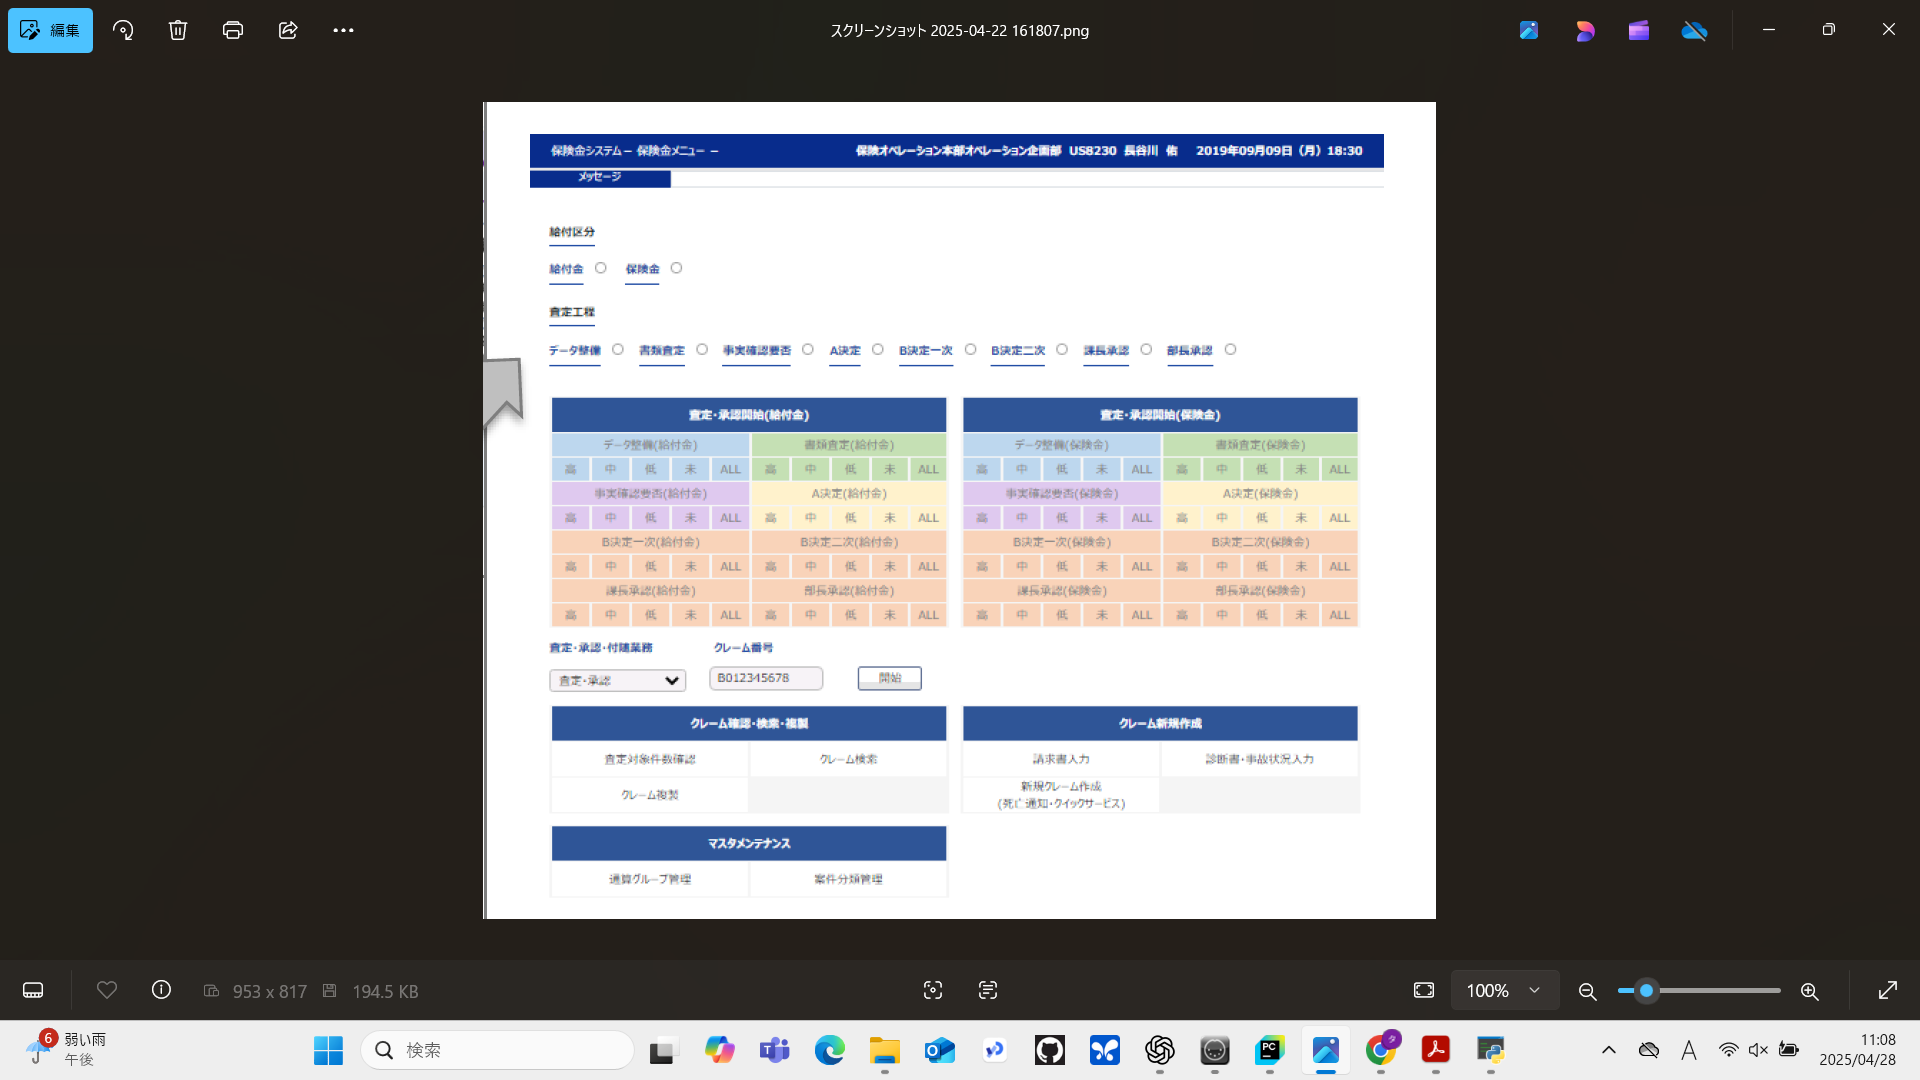 編集
スクリーンショット 2025-04-22 161807.png
保険金システム－ 保険金メニュー － 保険オペレーション本部オペレーション企画部 US8230 長谷川 佑 2019年09月09日（月）18:30
メッセージ
給付区分
給付金 保険金
査定工程
データ整備 書類査定 事実確認要否 A決定 B決定一次 B決定二次 課長承認 部長承認
査定・承認開始(給付金) 査定・承認開始(保険金)
データ整備(給付金) 書類査定(給付金) データ整備(保険金) 書類査定(保険金)
高 中 低 未 ALL 高 中 低 未 ALL 高 中 低 未 ALL 高 中 低 未 ALL
事実確認要否(給付金) A決定(給付金) 事実確認要否(保険金) A決定(保険金)
高 中 低 未 ALL 高 中 低 未 ALL 高 中 低 未 ALL 高 中 低 未 ALL
B決定一次(給付金) B決定二次(給付金) B決定一次(保険金) B決定二次(保険金)
高 中 低 未 ALL 高 中 低 未 ALL 高 中 低 未 ALL 高 中 低 未 ALL
課長承認(給付金) 部長承認(給付金) 課長承認(保険金) 部長承認(保険金)
高 中 低 未 ALL 高 中 低 未 ALL 高 中 低 未 ALL 高 中 低 未 ALL
査定・承認・付随業務 クレーム番号
査定・承認 B012345678 開始
クレーム確認・検索・複製 クレーム新規作成
査定対象件数確認 クレーム検索 請求書入力 診断書・事故状況入力
クレーム複製 新規クレーム作成
(死亡通知・クイックサービス)
マスタメンテナンス
通算グループ管理 案件分類管理
953 x 817 194.5 KB 100%
6 弱い雨
午後
検索
PC
タ
A
11:08
2025/04/28